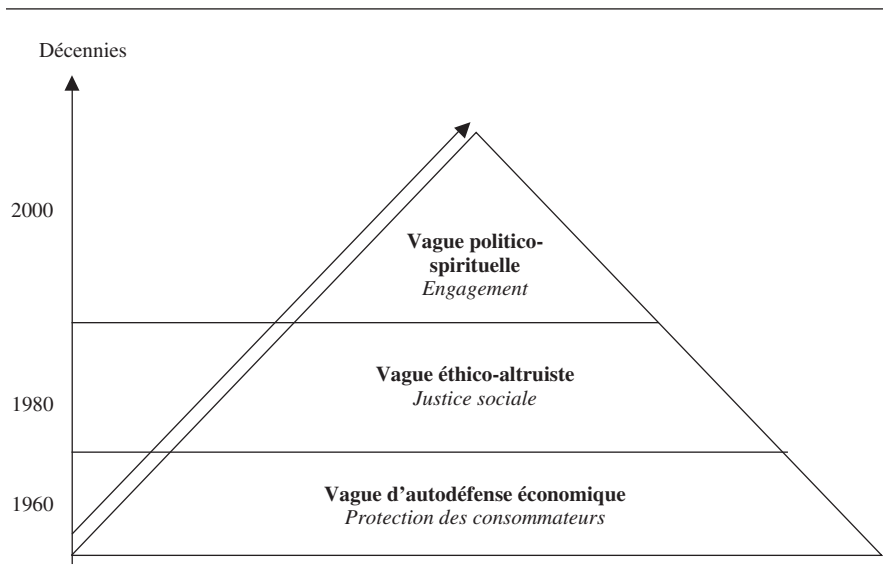 Décennies
2000
Vague politico-
spirituelle
Engagement
Vague éthico-altruiste
Justice sociale
1980
Vague d'autodéfense économique
1960
Protection des consommateurs